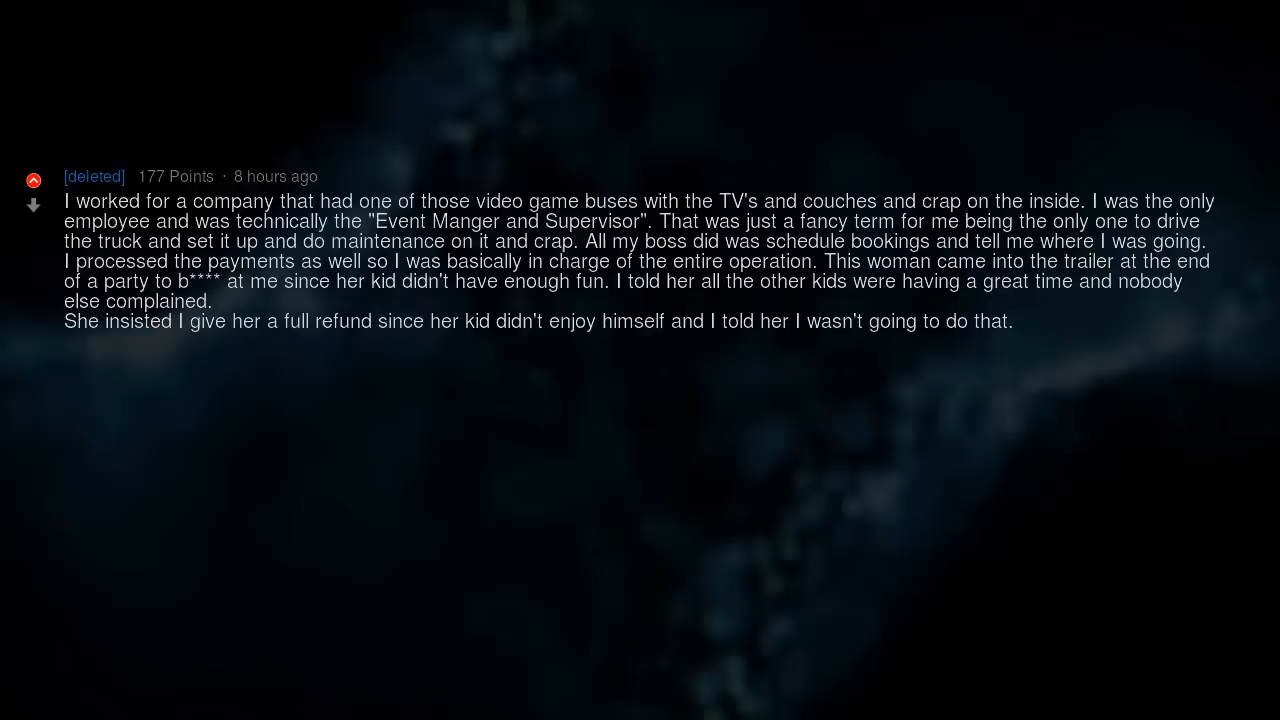 [deleted] 177 Points · 8 hours ago
I worked for a company that had one of those video game buses with the TV's and couches and crap on the inside. I was the only
employee and was technically the "Event Manger and Supervisor". That was just a fancy term for me being the only one to drive
the truck and set it up and do maintenance on it and crap. All my boss did was schedule bookings and tell me where I was going.
I processed the payments as well so I was basically in charge of the entire operation. This woman came into the trailer at the end
of a party to b**** at me since her kid didn't have enough fun. I told her all the other kids were having a great time and nobody
else complained.
She insisted I give her a full refund since her kid didn't enjoy himself and I told her I wasn't going to do that.